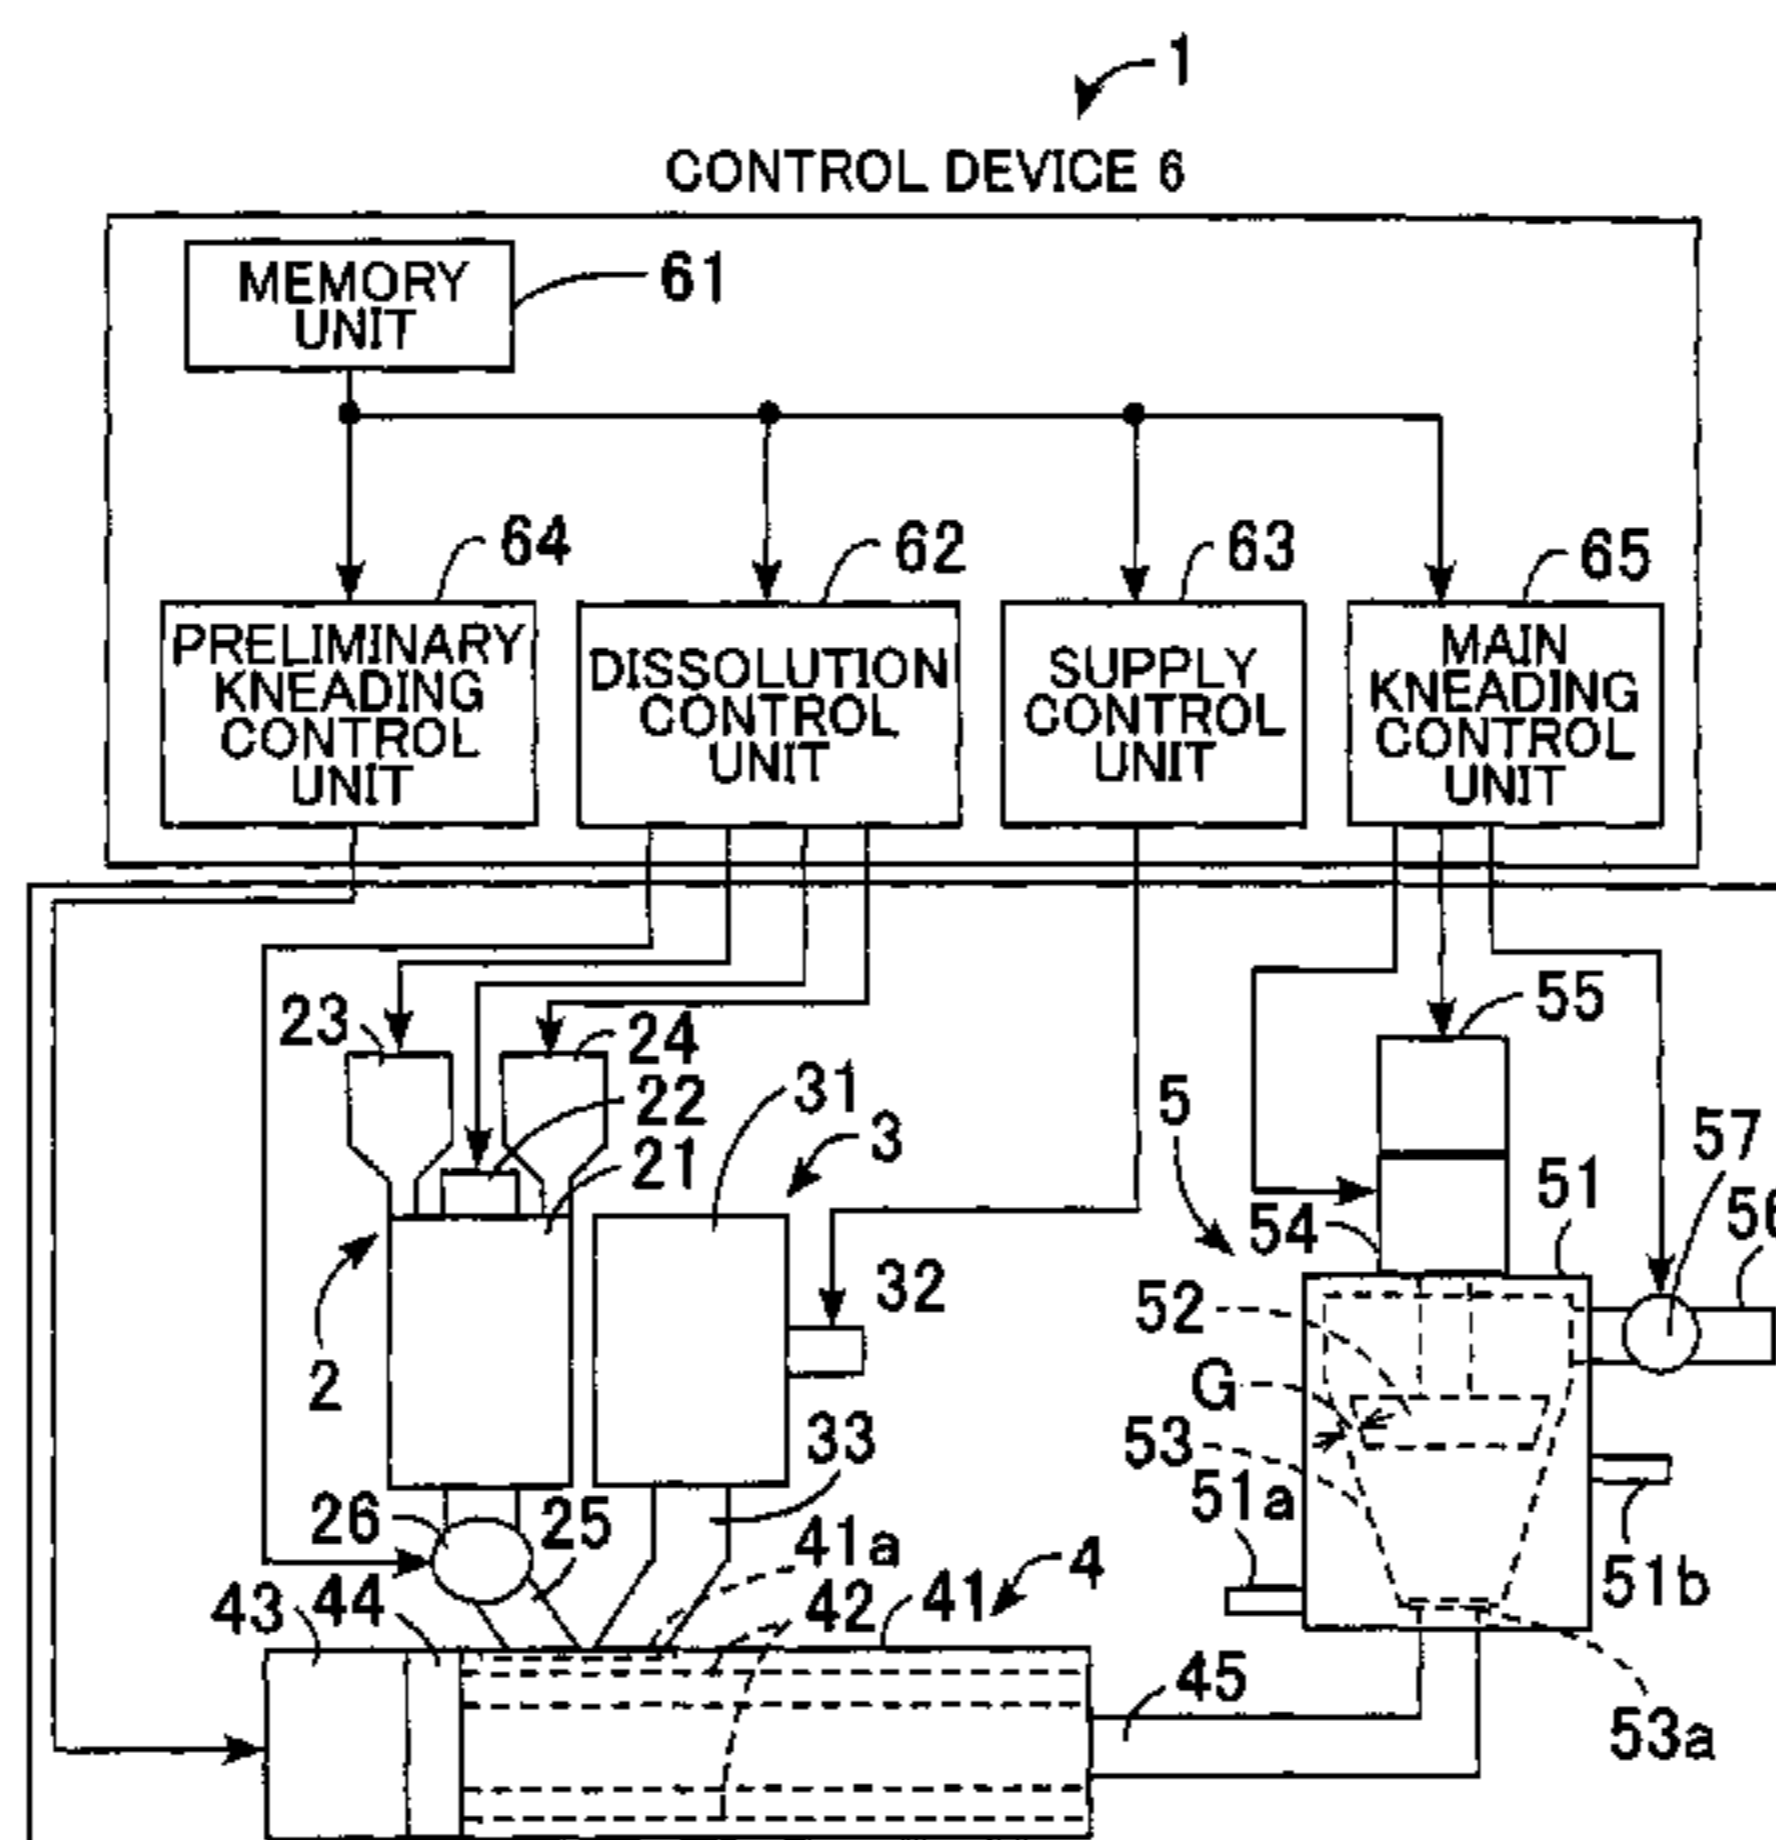 1
CONTROL DEVICE 6
MEMORY
UNIT
61
64
62
63
65
PRELIMINARY
KNEADING
CONTROL
UNIT
DISSOLUTION
CONTROL
UNIT
SUPPLY
CONTROL
UNIT
MAIN
KNEADING
CONTROL
UNIT
23
24
22
21
31
3
5
55
57
51
56
54
2
32
52
G
53
33
51a
26
25
41a
4
51b
43
44
42
41
45
53a